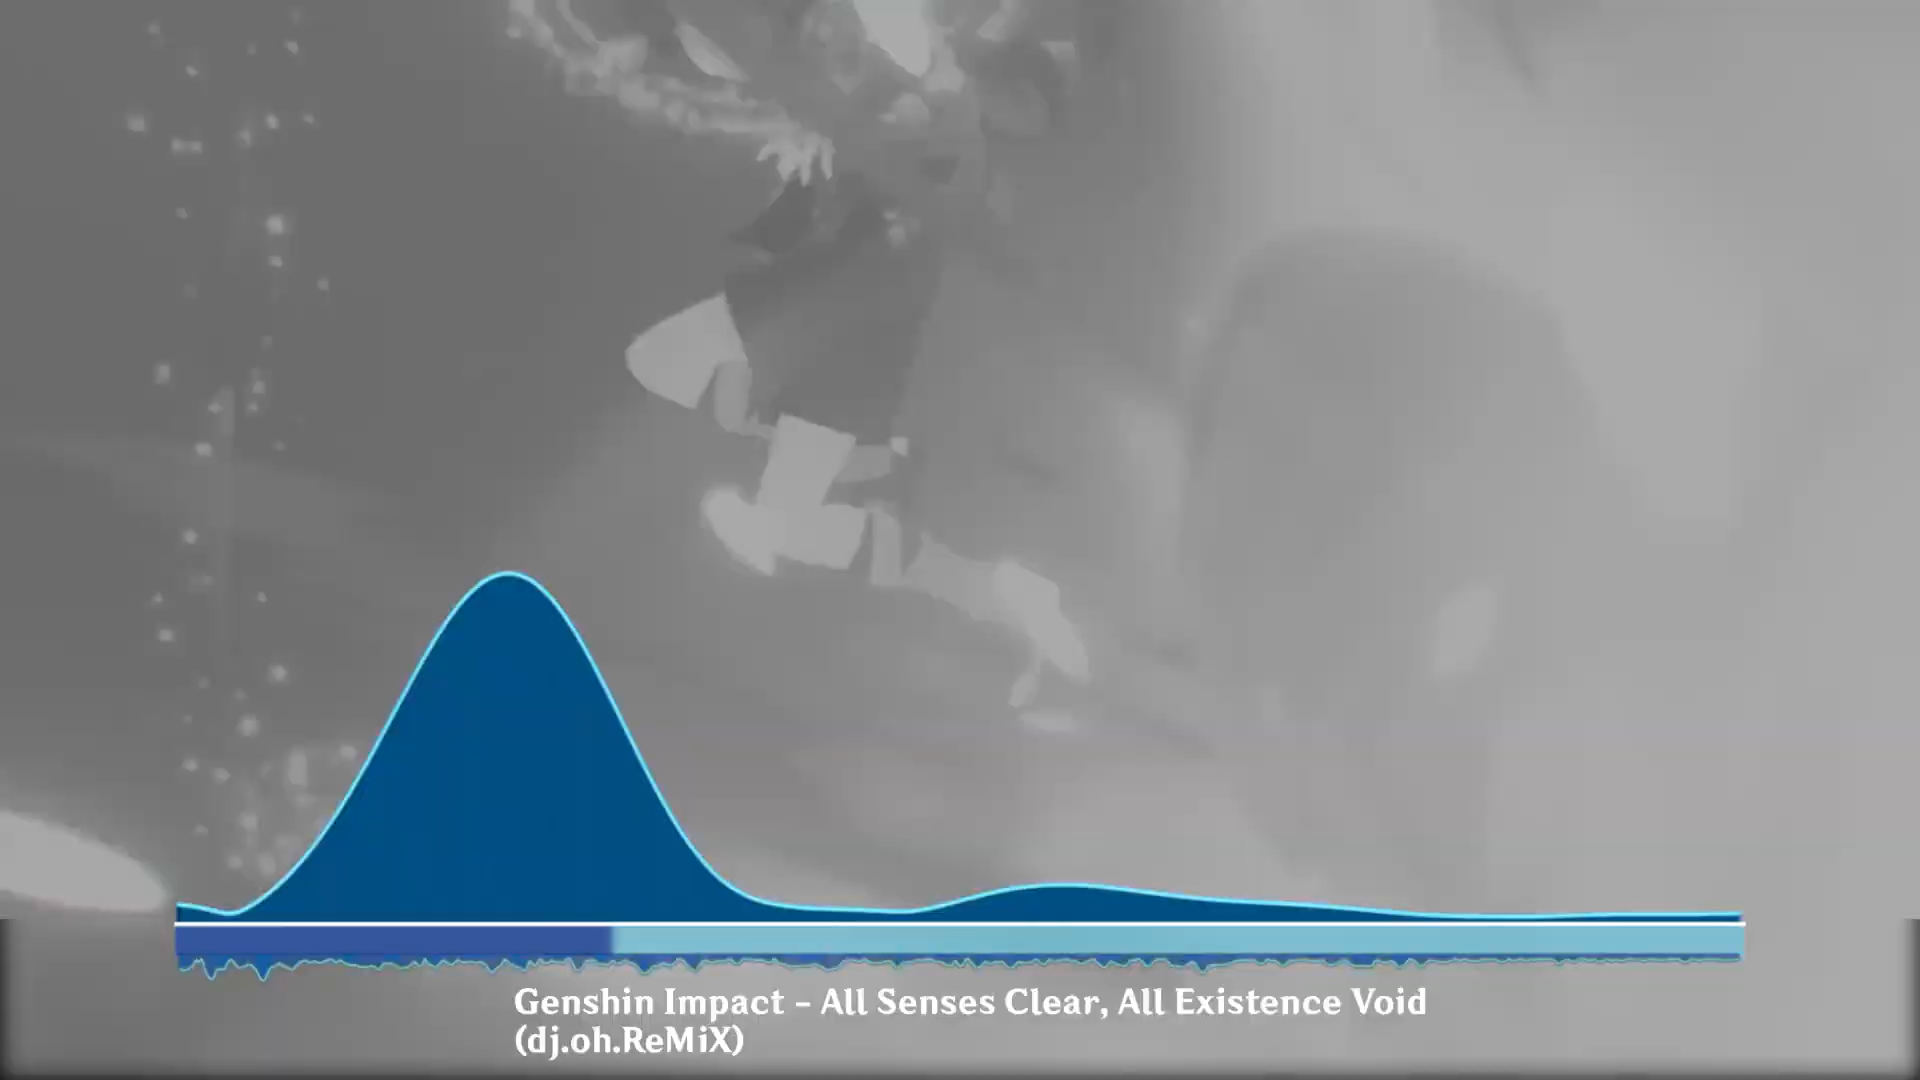 Genshin Impact - All Senses Clear, All Existence Void
(dj.oh.ReMiX)